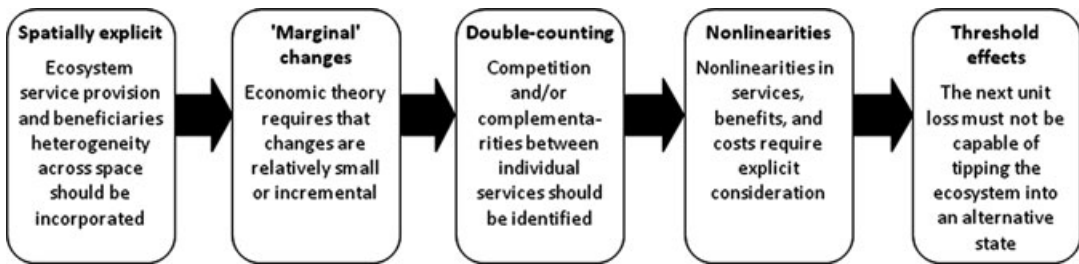 Spatially explicit
Ecosystem
service provision
and beneficiaries
heterogeneity
across space
should be
incorporated
'Marginal'
changes
Economic theory
requires that
changes are
relatively small
or incremental
Double-counting
Competition
and/or
complementa-
rities between
individual
services should
be identified
Nonlinearities
Nonlinearities in
services,
benefits, and
costs require
explicit
consideration
Threshold
effects
The next unit
loss must not be
capable of
tipping the
ecosystem into
an alternative
state